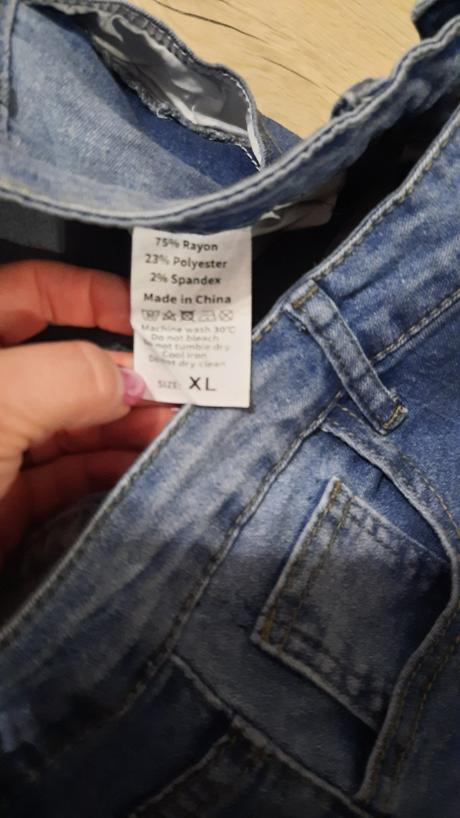 75% Rayon
23% Polyester
2% Spandex
Made in China
Machine wash 30°C
Do not bleach
Do not tumble dry
Cool iron
Do not dry clean
SIZE: XL